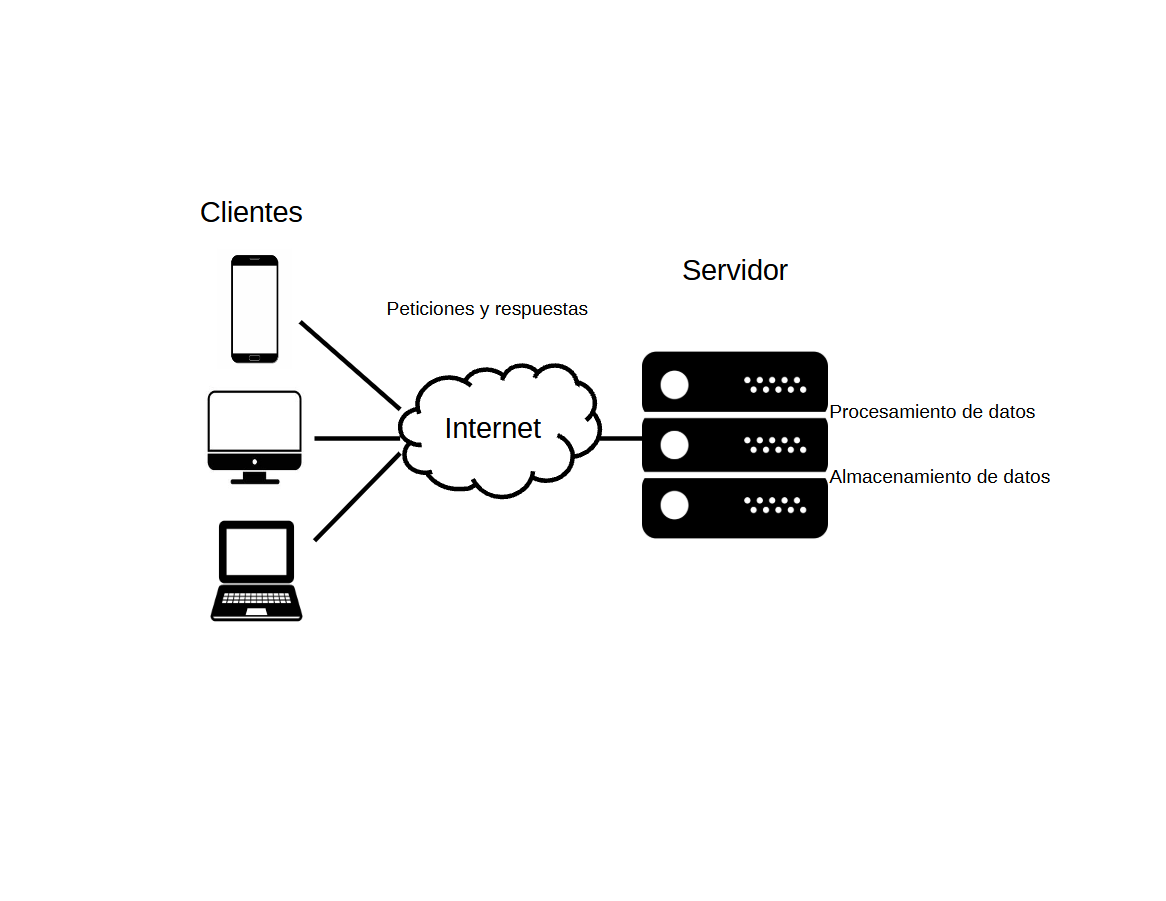 Clientes
Servidor
Peticiones y respuestas
Internet
Procesamiento de datos
Almacenamiento de datos